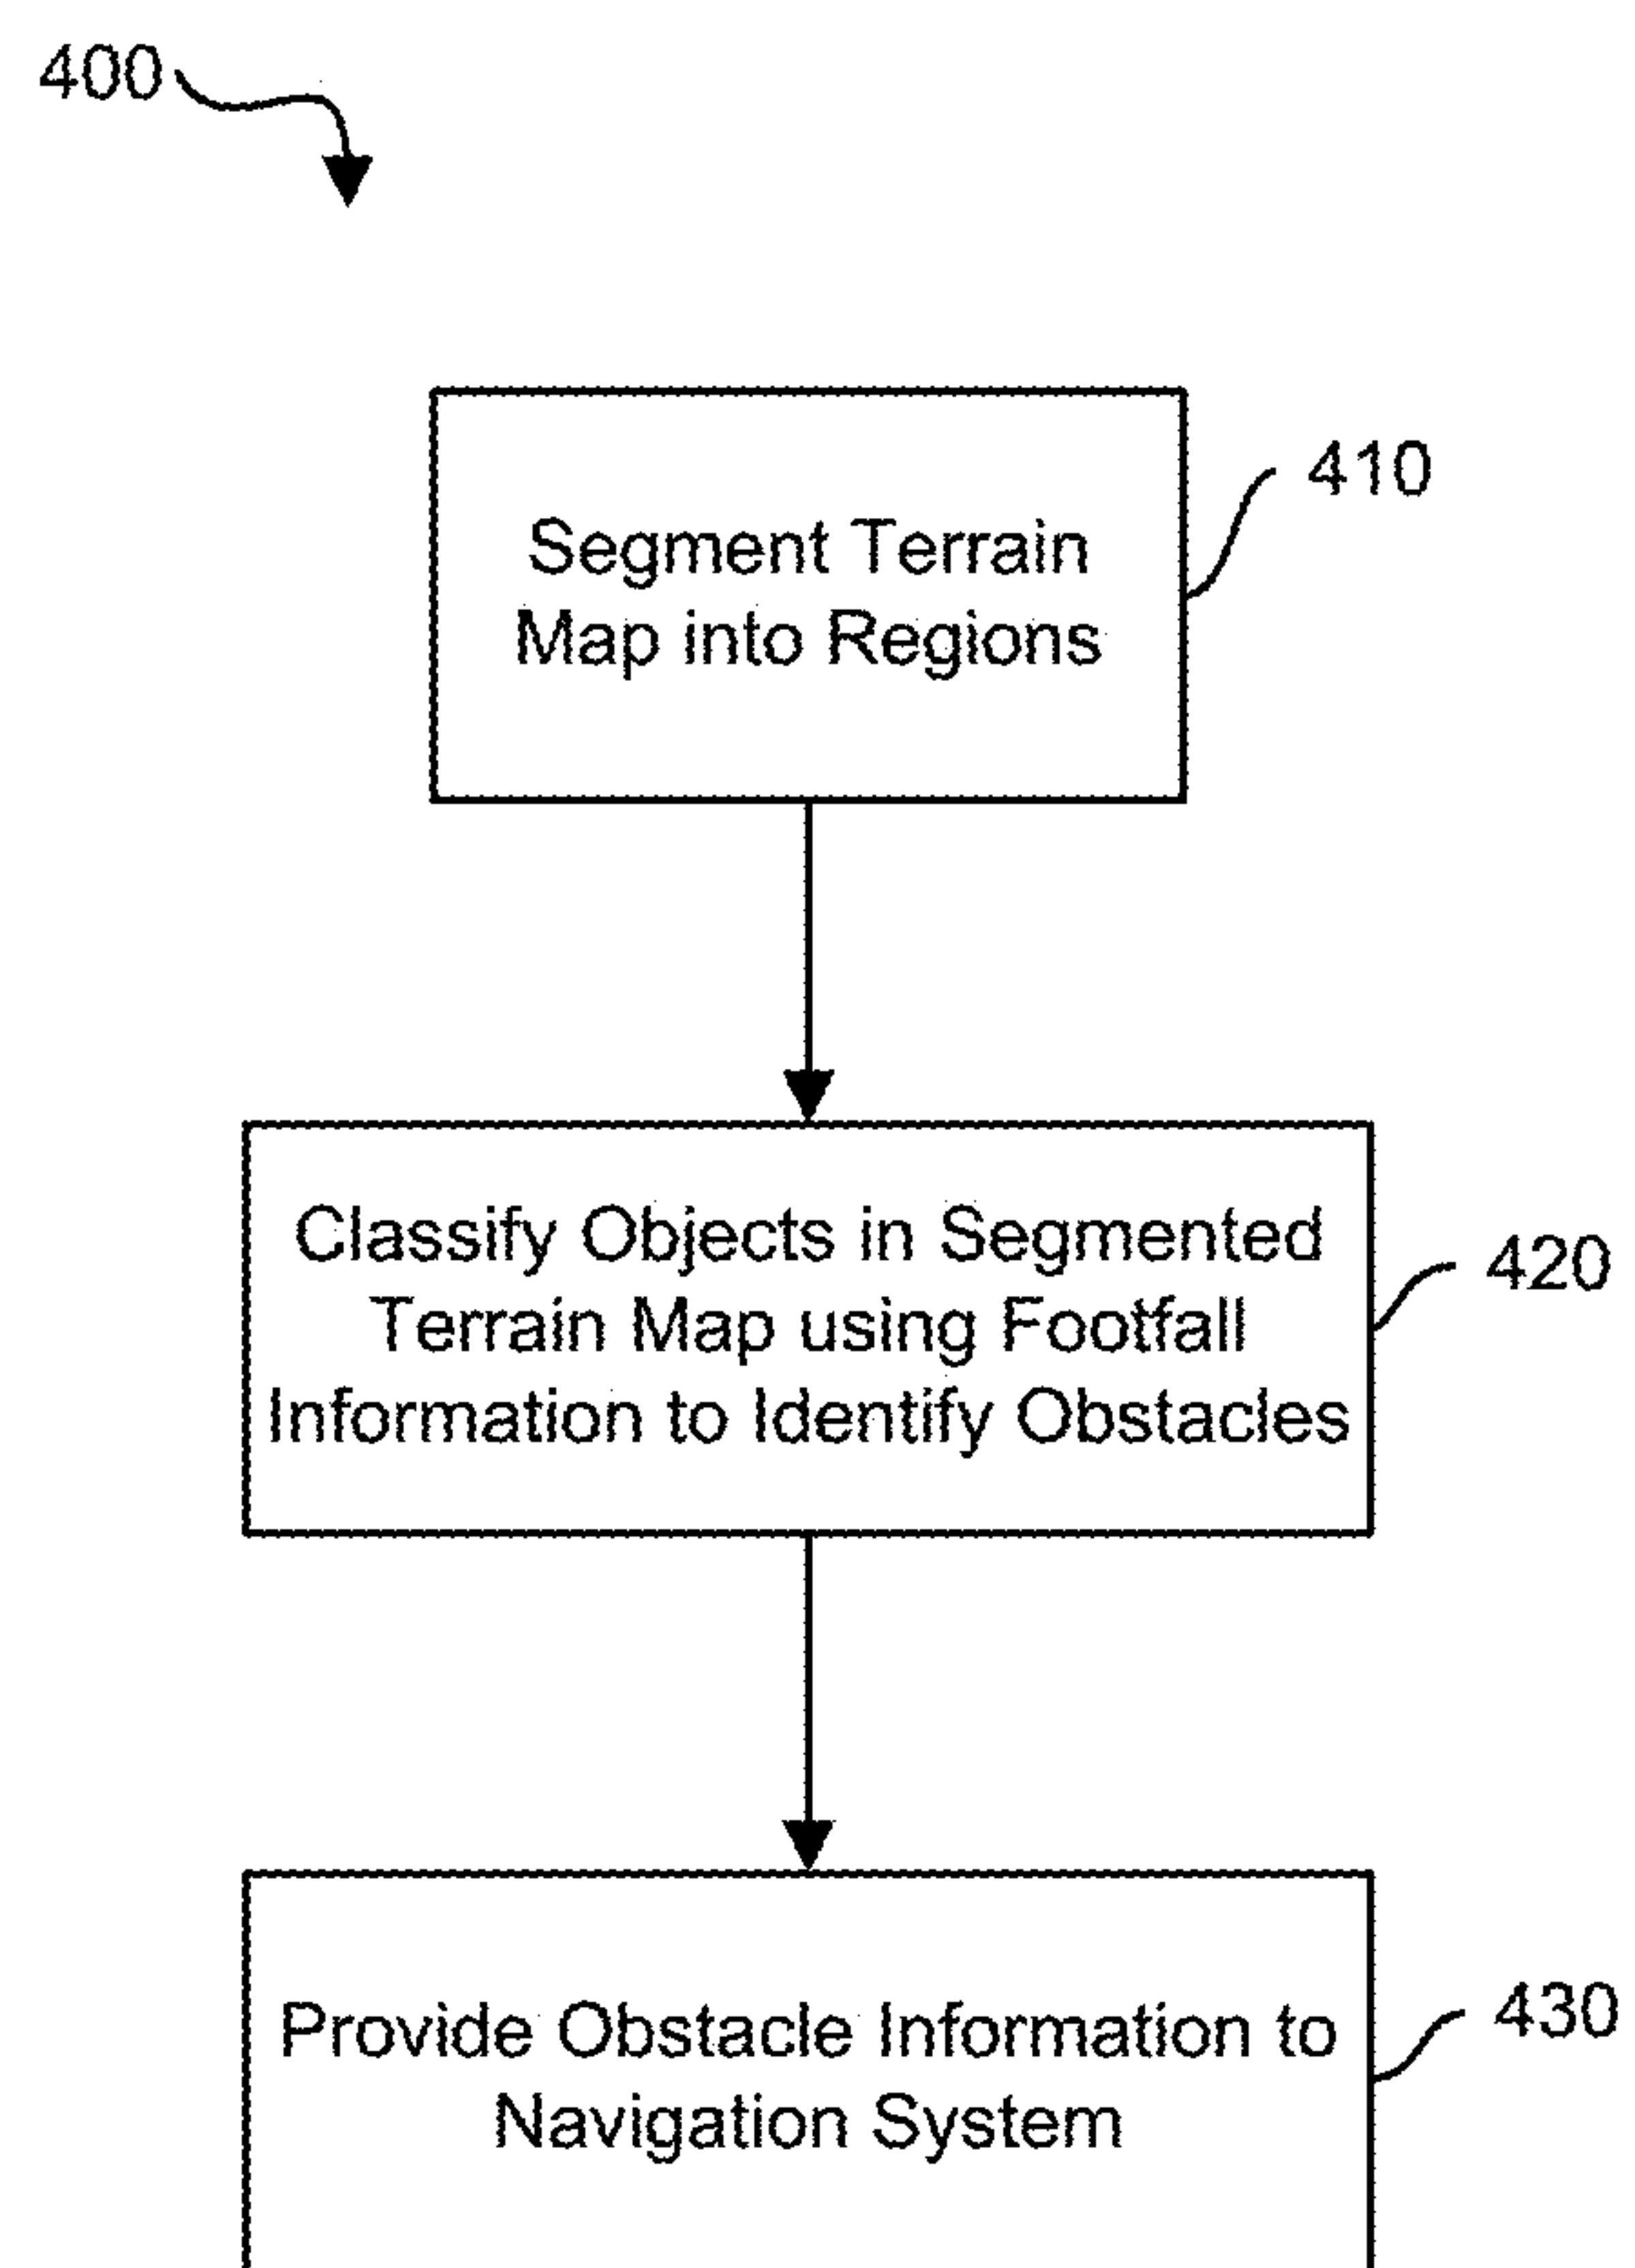 400
410
Segment Terrain
Map into Regions
Classify Objects in Segmented
Terrain Map using Footfall
Information to Identify Obstacles
420
Provide Obstacle Information to
Navigation System
430